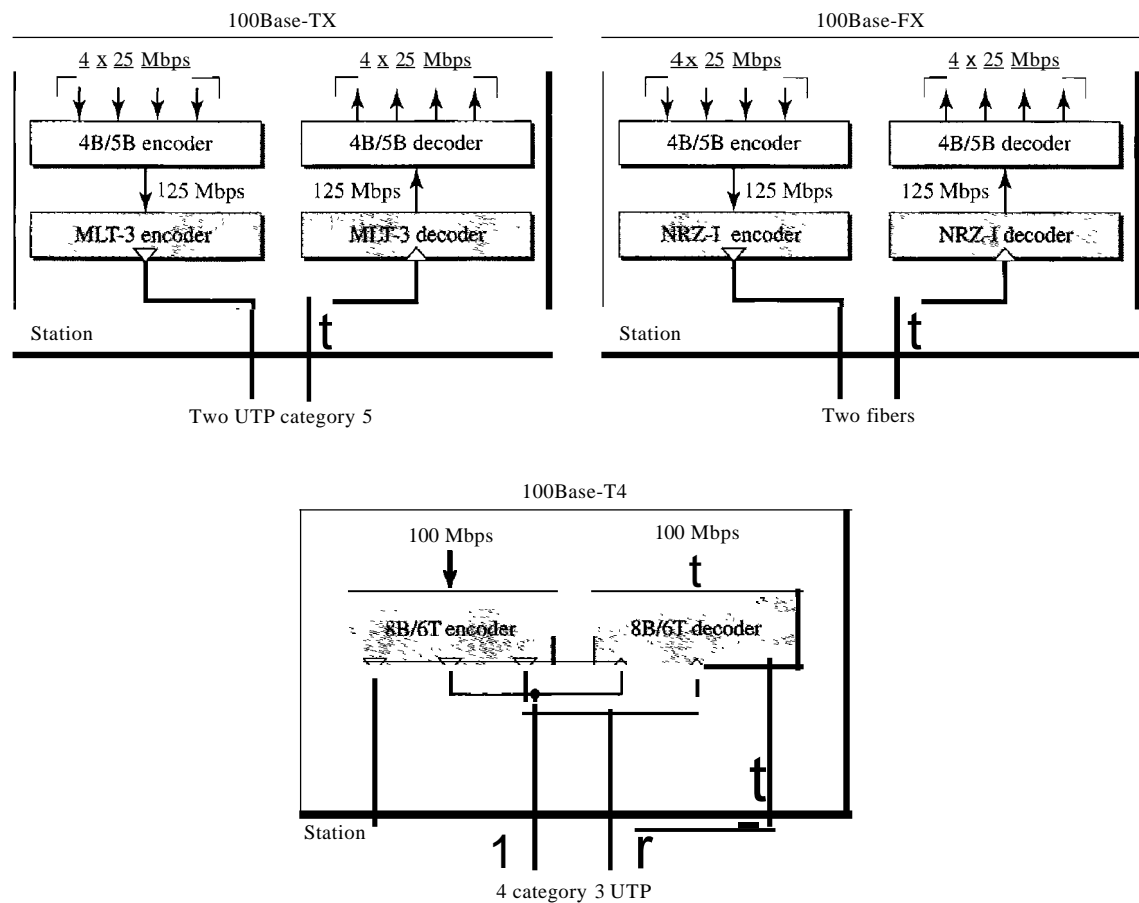 100Base-TX
4 x 25 Mbps
4 x 25 Mbps
4B/5B encoder
4B/5B decoder
125 Mbps
125 Mbps
MLT-3 encoder
MLT-3 decoder
t
Station
Two UTP category 5
100Base-FX
4x 25 Mbps
4 x 25 Mbps
4B/5B encoder
4B/5B decoder
125 Mbps
125 Mbps
NRZ-I encoder
NRZ-I decoder
t
Station
Two fibers
100Base-T4
100 Mbps
100 Mbps
t
8B/6T encoder
8B/6T decoder
t
Station
1
r
4 category 3 UTP